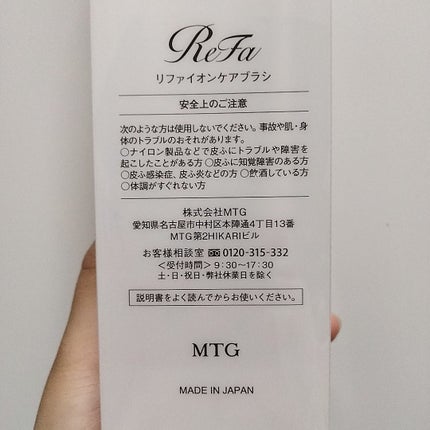 ReFa
リファイオンケアブラシ
安全上のご注意
次のような方は使用しないでください。事故や肌・身
体のトラブルのおそれがあります。
○ナイロン製品などで皮ふにトラブルや障害を
起こしたことがある方 ○皮ふに知覚障害のある方
○皮ふ感染症、皮ふ炎などの方 ○飲酒している方
○体調がすぐれない方
株式会社MTG
愛知県名古屋市中村区本陣通4丁目13番
MTG第2HIKARIビル
お客様相談室 0120-315-332
＜受付時間＞ 9：30〜17：30
土・日・祝日・弊社休業日を除く
説明書をよく読んでからお使いください。
MTG
MADE IN JAPAN